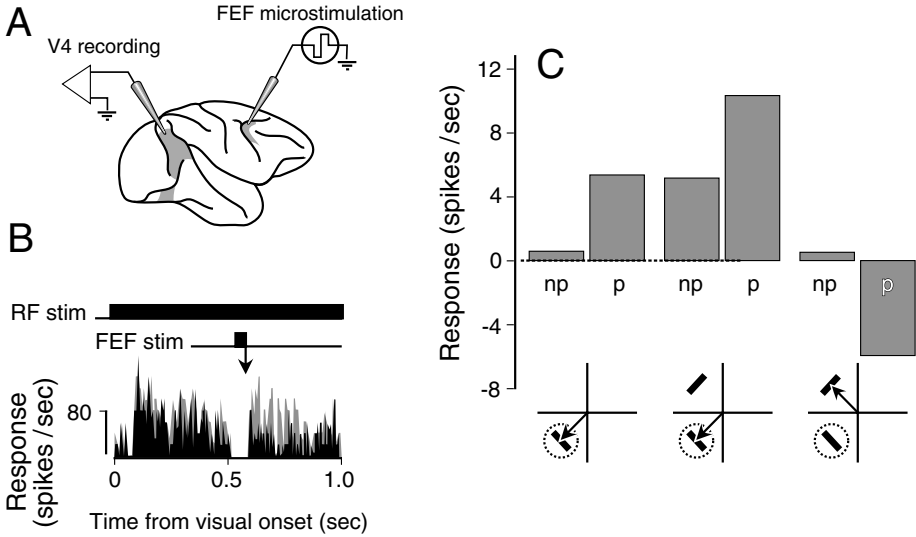 A
FEF microstimulation
V4 recording
B
RF stim
FEF stim
Response
(spikes /sec)
80
0
0.5
1.0
Time from visual onset (sec)
C
Response (spikes /sec)
12
8
4
0
-4
-8
np
p
np
p
np
p